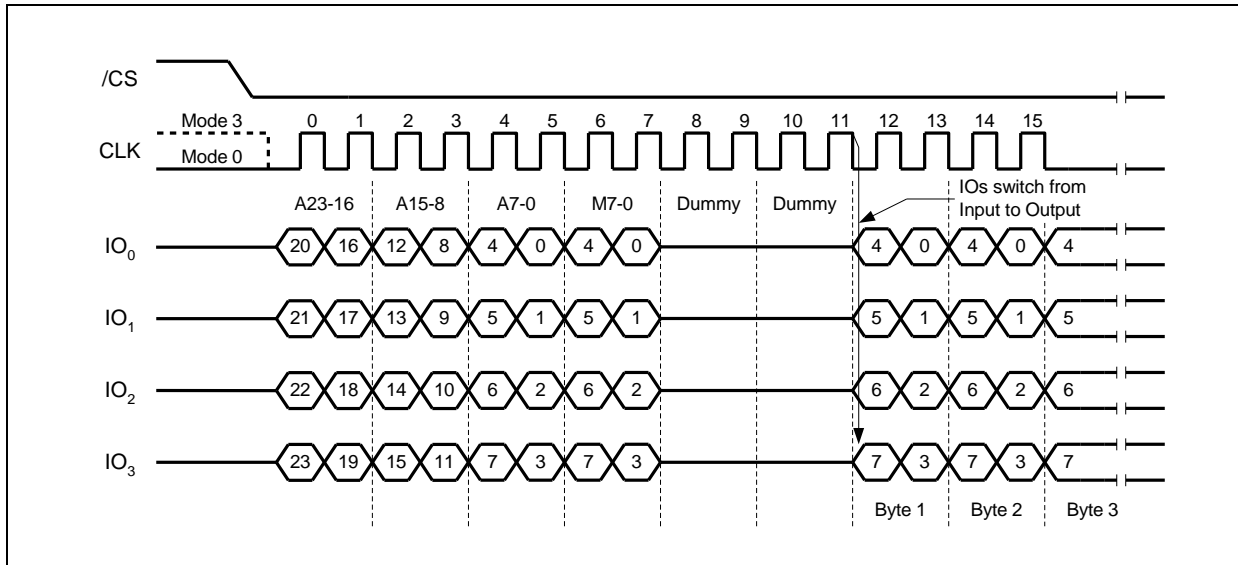 /CS
Mode 3 0 1 2 3 4 5 6 7 8 9 10 11 12 13 14 15
CLK
Mode 0
IOs switch from
Input to Output
A23-16 A15-8 A7-0 M7-0 Dummy Dummy
IO0 20 16 12 8 4 0 4 0 4 0 4 0 4
IO1 21 17 13 9 5 1 5 1 5 1 5 1 5
IO2 22 18 14 10 6 2 6 2 6 2 6 2 6
IO3 23 19 15 11 7 3 7 3 7 3 7 3 7
Byte 1 Byte 2 Byte 3